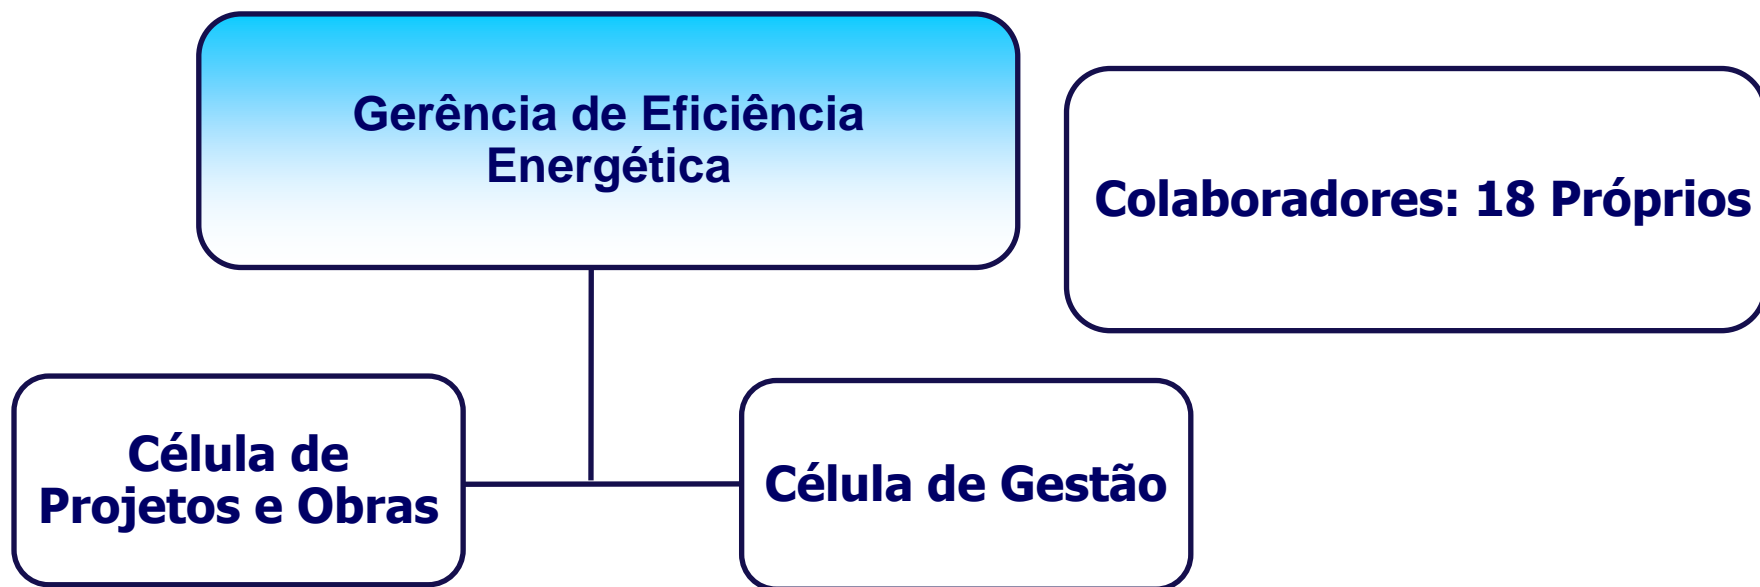 Gerência de Eficiência
Energética
Colaboradores: 18 Próprios
Célula de
Projetos e Obras
Célula de Gestão